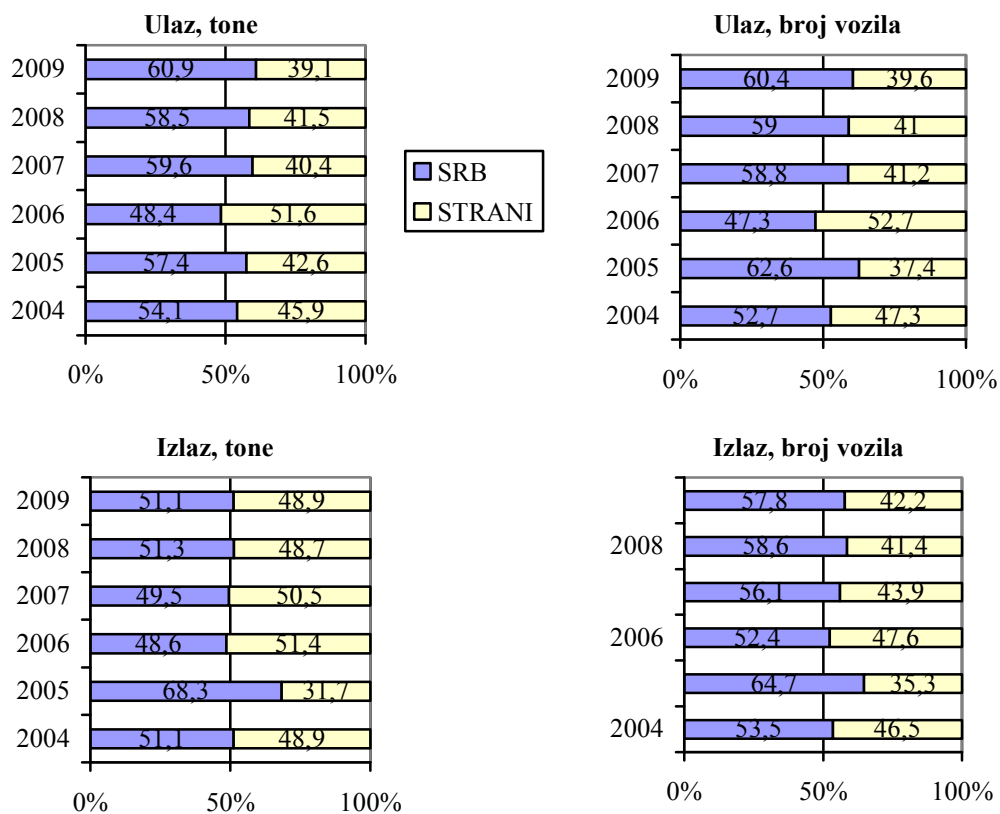 Ulaz, tone
2009 60,9 39,1
2008 58,5 41,5
2007 59,6 40,4
2006 48,4 51,6
2005 57,4 42,6
2004 54,1 45,9
0% 50% 100%
SRB
STRANI
Ulaz, broj vozila
2009 60,4 39,6
2008 59 41
2007 58,8 41,2
2006 47,3 52,7
2005 62,6 37,4
2004 52,7 47,3
0% 50% 100%
Izlaz, tone
2009 51,1 48,9
2008 51,3 48,7
2007 49,5 50,5
2006 48,6 51,4
2005 68,3 31,7
2004 51,1 48,9
0% 50% 100%
Izlaz, broj vozila
57,8 42,2
2008 58,6 41,4
56,1 43,9
2006 52,4 47,6
64,7 35,3
2004 53,5 46,5
0% 50% 100%